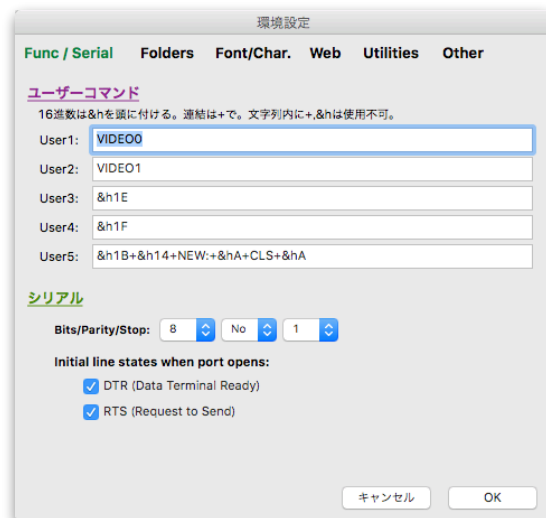 環境設定
Func / Serial Folders Font/Char. Web Utilities Other
ユーザーコマンド
16進数は&hを頭に付ける。連結は+で。文字列内に+,&hは使用不可。
User1: VIDEO0
User2: VIDEO1
User3: &h1E
User4: &h1F
User5: &h1B+&h14+NEW:+&hA+CLS+&hA
シリアル
Bits/Parity/Stop: 8 No 1
Initial line states when port opens:
DTR (Data Terminal Ready)
RTS (Request to Send)
キャンセル OK